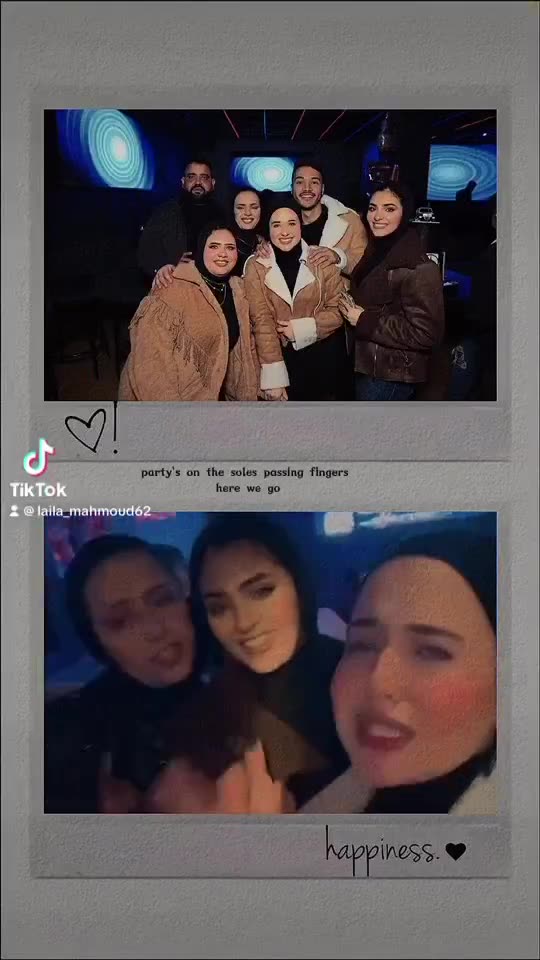 party's on the soles passing fingers
here we go
TikTok
@laila_mahmoud62
happiness.